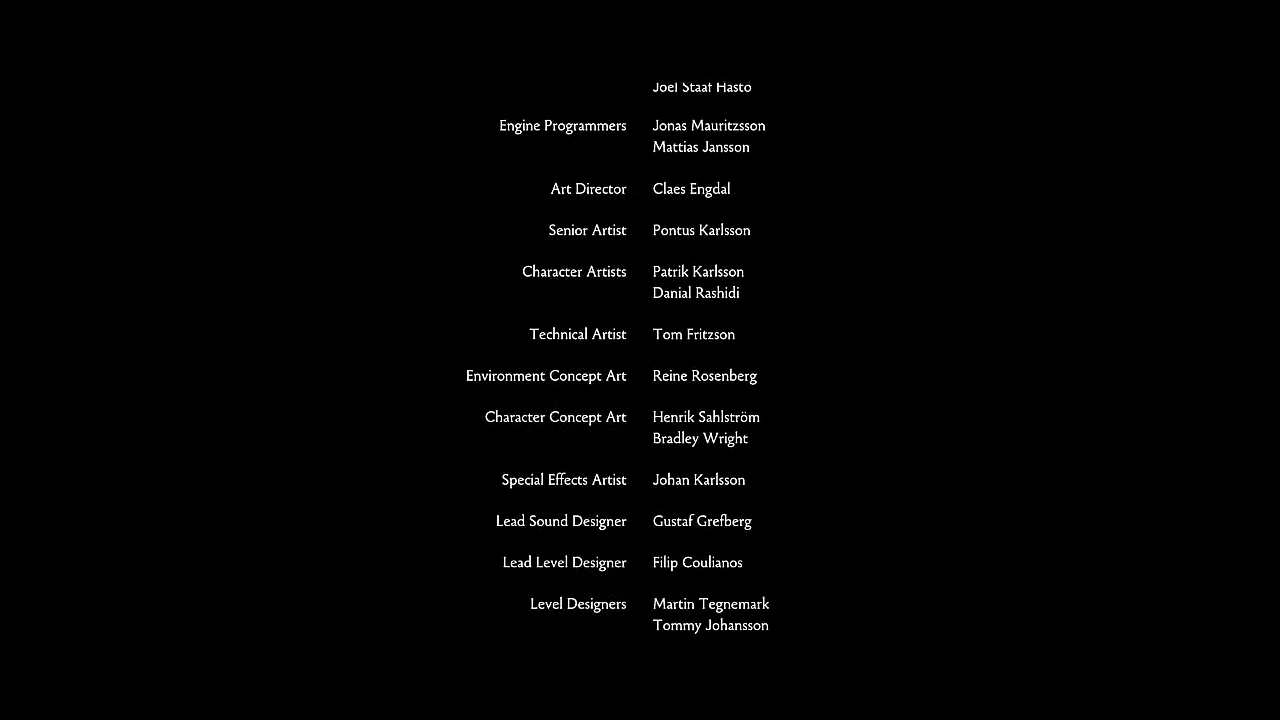 Joel Staaf Hästö
Engine Programmers Jonas Mauritzsson
Mattias Jansson
Art Director Claes Engdal
Senior Artist Pontus Karlsson
Character Artists Patrik Karlsson
Danial Rashidi
Technical Artist Tom Fritzson
Environment Concept Art Reine Rosenberg
Character Concept Art Henrik Sahlström
Bradley Wright
Special Effects Artist Johan Karlsson
Lead Sound Designer Gustaf Grefberg
Lead Level Designer Filip Coulianos
Level Designers Martin Tegnemark
Tommy Johansson